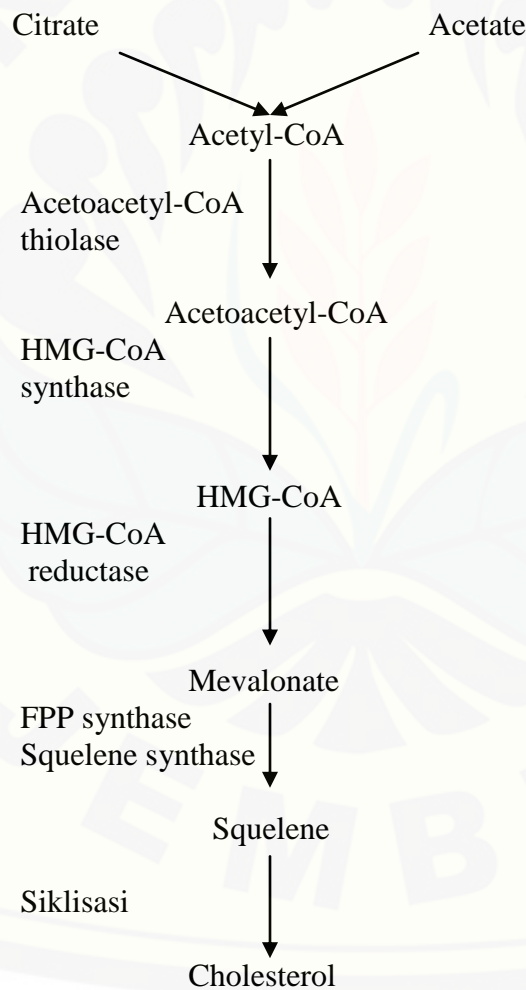 Citrate
Acetate
Acetyl-CoA
Acetoacetyl-CoA
thiolase
Acetoacetyl-CoA
HMG-CoA
synthase
HMG-CoA
HMG-CoA
reductase
Mevalonate
FPP synthase
Squelene synthase
Squelene
Siklisasi
Cholesterol
EMB